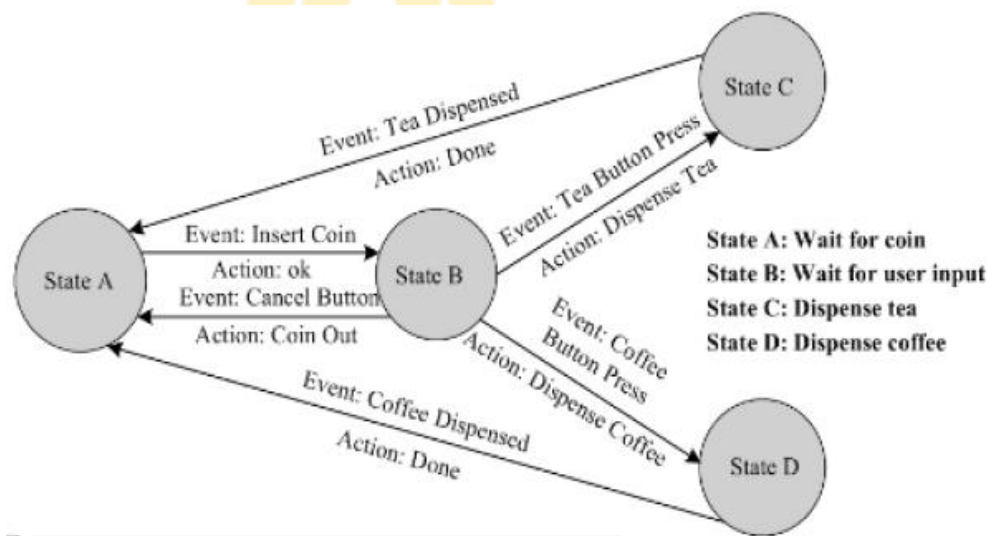 State C
Event: Tea Dispensed
Action: Done
Event: Tea Button Press
Action: Dispense Tea
State A
Event: Insert Coin
Action: ok
Event: Cancel Button
Action: Coin Out
State B
State A: Wait for coin
State B: Wait for user input
State C: Dispense tea
State D: Dispense coffee
Event: Coffee
Button Press
Action: Dispense Coffee
Event: Coffee Dispensed
Action: Done
State D